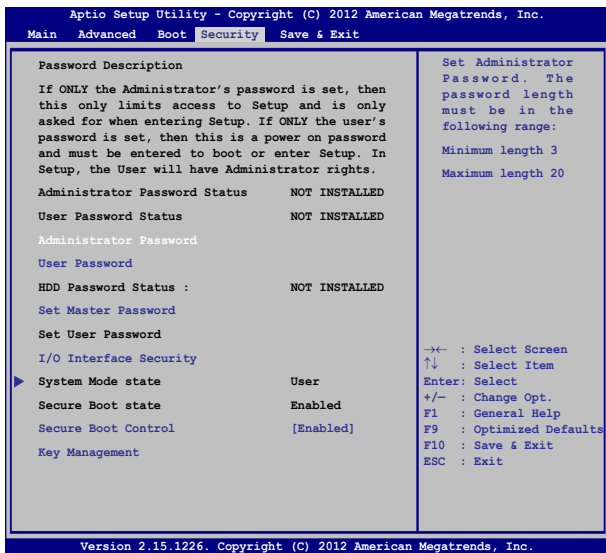 Aptio Setup Utility - Copyright (C) 2012 American Megatrends, Inc.
Main Advanced Boot Security Save & Exit
Password Description
If ONLY the Administrator's password is set, then
this only limits access to Setup and is only
asked for when entering Setup. If ONLY the user's
password is set, then this is a power on password
and must be entered to boot or enter Setup. In
Setup, the User will have Administrator rights.
Administrator Password Status NOT INSTALLED
User Password Status NOT INSTALLED
Administrator Password
User Password
HDD Password Status : NOT INSTALLED
Set Master Password
Set User Password
I/O Interface Security
System Mode state User
Secure Boot state Enabled
Secure Boot Control [Enabled]
Key Management
Set Administrator
Password. The
password length
must be in the
following range:
Minimum length 3
Maximum length 20
→← : Select Screen
↑↓ : Select Item
Enter: Select
+/— : Change Opt.
F1 : General Help
F9 : Optimized Defaults
F10 : Save & Exit
ESC : Exit
Version 2.15.1226. Copyright (C) 2012 American Megatrends, Inc.